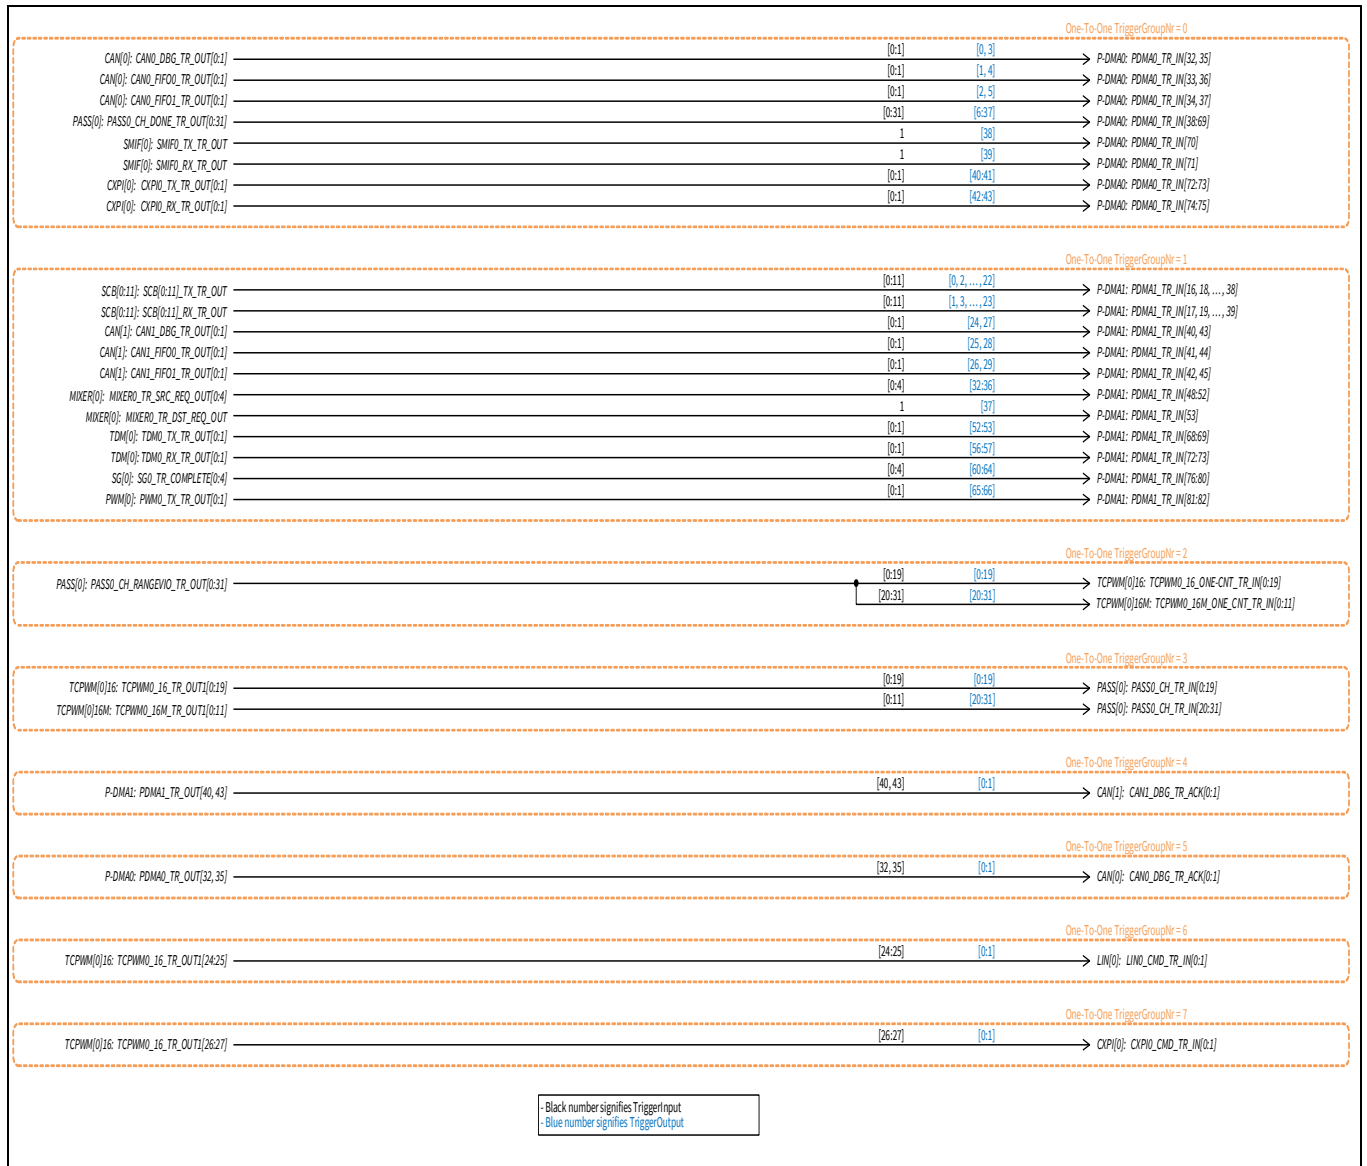 One-To-One TriggerGroupNr = 0
CAN[0]: CAN0_DBG_TR_OUT[0:1] [0:1] [0, 3] P-DMA0: PDMA0_TR_IN[32, 35]
CAN[0]: CAN0_FIFO0_TR_OUT[0:1] [0:1] [1, 4] P-DMA0: PDMA0_TR_IN[33, 36]
CAN[0]: CAN0_FIFO1_TR_OUT[0:1] [0:1] [2, 5] P-DMA0: PDMA0_TR_IN[34, 37]
PASS[0]: PASS0_CH_DONE_TR_OUT[0:31] [0:31] [6:37] P-DMA0: PDMA0_TR_IN[38:69]
SMIF[0]: SMIF0_TX_TR_OUT 1 [38] P-DMA0: PDMA0_TR_IN[70]
SMIF[0]: SMIF0_RX_TR_OUT 1 [39] P-DMA0: PDMA0_TR_IN[71]
CXPI[0]: CXPI0_TX_TR_OUT[0:1] [0:1] [40:41] P-DMA0: PDMA0_TR_IN[72:73]
CXPI[0]: CXPI0_RX_TR_OUT[0:1] [0:1] [42:43] P-DMA0: PDMA0_TR_IN[74:75]
One-To-One TriggerGroupNr = 1
SCB[0:11]: SCB[0:11]_TX_TR_OUT [0:11] [0, 2, ..., 22] P-DMA1: PDMA1_TR_IN[16, 18, ..., 38]
SCB[0:11]: SCB[0:11]_RX_TR_OUT [0:11] [1, 3, ..., 23] P-DMA1: PDMA1_TR_IN[17, 19, ..., 39]
CAN[1]: CAN1_DBG_TR_OUT[0:1] [0:1] [24, 27] P-DMA1: PDMA1_TR_IN[40, 43]
CAN[1]: CAN1_FIFO0_TR_OUT[0:1] [0:1] [25, 28] P-DMA1: PDMA1_TR_IN[41, 44]
CAN[1]: CAN1_FIFO1_TR_OUT[0:1] [0:1] [26, 29] P-DMA1: PDMA1_TR_IN[42, 45]
MIXER[0]: MIXER0_TR_SRC_REQ_OUT[0:4] [0:4] [32:36] P-DMA1: PDMA1_TR_IN[48:52]
MIXER[0]: MIXER0_TR_DST_REQ_OUT 1 [37] P-DMA1: PDMA1_TR_IN[53]
TDM[0]: TDM0_TX_TR_OUT[0:1] [0:1] [52:53] P-DMA1: PDMA1_TR_IN[68:69]
TDM[0]: TDM0_RX_TR_OUT[0:1] [0:1] [56:57] P-DMA1: PDMA1_TR_IN[72:73]
SG[0]: SG0_TR_COMPLETE[0:4] [0:4] [60:64] P-DMA1: PDMA1_TR_IN[76:80]
PWM[0]: PWM0_TX_TR_OUT[0:1] [0:1] [65:66] P-DMA1: PDMA1_TR_IN[81:82]
One-To-One TriggerGroupNr = 2
PASS[0]: PASS0_CH_RANGEVIO_TR_OUT[0:31] [0:19] [0:19] TCPWM[0]16: TCPWM0_16_ONE-CNT_TR_IN[0:19]
[20:31] [20:31] TCPWM[0]16M: TCPWM0_16M_ONE_CNT_TR_IN[0:11]
One-To-One TriggerGroupNr = 3
TCPWM[0]16: TCPWM0_16_TR_OUT1[0:19] [0:19] [0:19] PASS[0]: PASS0_CH_TR_IN[0:19]
TCPWM[0]16M: TCPWM0_16M_TR_OUT1[0:11] [0:11] [20:31] PASS[0]: PASS0_CH_TR_IN[20:31]
One-To-One TriggerGroupNr = 4
P-DMA1: PDMA1_TR_OUT[40, 43] [40, 43] [0:1] CAN[1]: CAN1_DBG_TR_ACK[0:1]
One-To-One TriggerGroupNr = 5
P-DMA0: PDMA0_TR_OUT[32, 35] [32, 35] [0:1] CAN[0]: CAN0_DBG_TR_ACK[0:1]
One-To-One TriggerGroupNr = 6
TCPWM[0]16: TCPWM0_16_TR_OUT1[24:25] [24:25] [0:1] LIN[0]: LIN0_CMD_TR_IN[0:1]
One-To-One TriggerGroupNr = 7
TCPWM[0]16: TCPWM0_16_TR_OUT1[26:27] [26:27] [0:1] CXPI[0]: CXPI0_CMD_TR_IN[0:1]
- Black number signifies TriggerInput
- Blue number signifies TriggerOutput